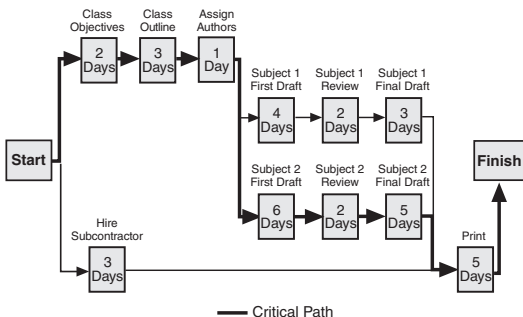 Class
Objectives
Class
Outline
Assign
Authors
2
Days
3
Days
1
Day
Subject 1
First Draft
Subject 1
Review
Subject 1
Final Draft
4
Days
2
Days
3
Days
Start
Finish
Subject 2
First Draft
Subject 2
Review
Subject 2
Final Draft
6
Days
2
Days
5
Days
Hire
Subcontractor
3
Days
Print
5
Days
Critical Path